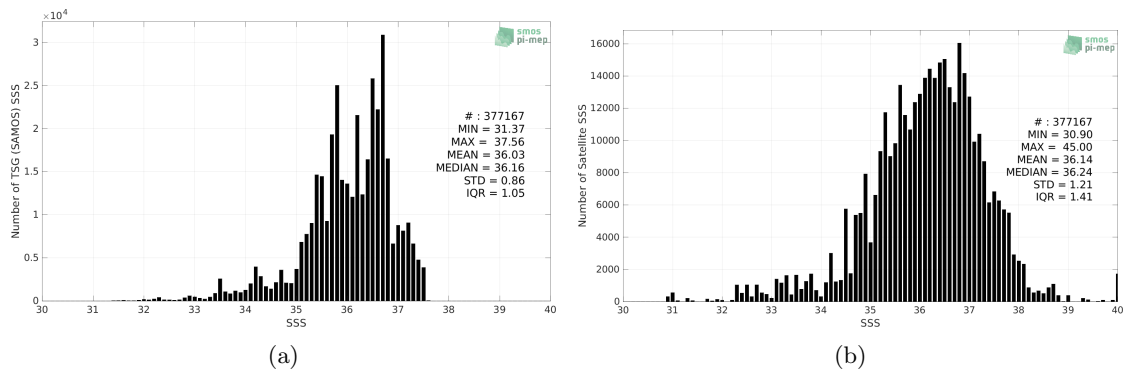 ×10⁴
3
2.5
2
1.5
1
0.5
0
30 31 32 33 34 35 36 37 38 39 40
SSS
Number of TSG (SAMOS) SSS
smos
pi-mep
# : 377167
MIN = 31.37
MAX = 37.56
MEAN = 36.03
MEDIAN = 36.16
STD = 0.86
IQR = 1.05
(a)
16000
14000
12000
10000
8000
6000
4000
2000
0
30 31 32 33 34 35 36 37 38 39 40
SSS
Number of Satellite SSS
smos
pi-mep
# : 377167
MIN = 30.90
MAX = 45.00
MEAN = 36.14
MEDIAN = 36.24
STD = 1.21
IQR = 1.41
(b)